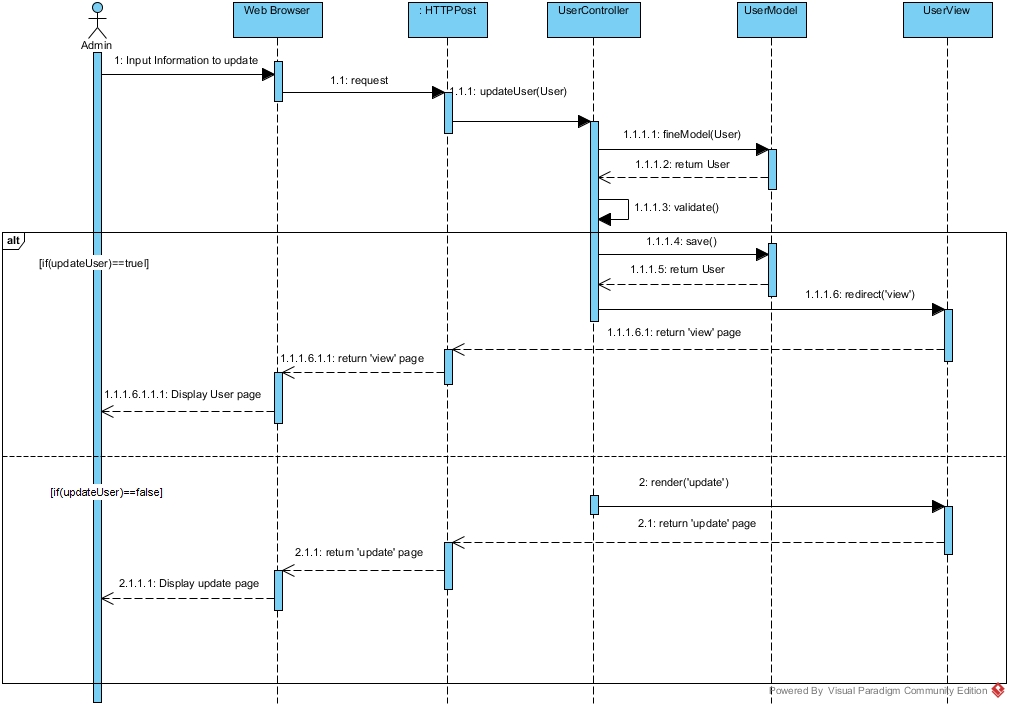 Web Browser
: HTTPPost
UserController
UserModel
UserView
Admin
1: Input Information to update
1.1: request
1.1.1: updateUser(User)
1.1.1.1: fineModel(User)
1.1.1.2: return User
1.1.1.3: validate()
alt
1.1.1.4: save()
[if(updateUser)==trueI]
1.1.1.5: return User
1.1.1.6: redirect('view')
1.1.1.6.1: return 'view' page
1.1.1.6.1.1: return 'view' page
1.1.1.6.1.1.1: Display User page
[if(updateUser)==false]
2: render('update')
2.1: return 'update' page
2.1.1: return 'update' page
2.1.1.1: Display update page
Powered By Visual Paradigm Community Edition